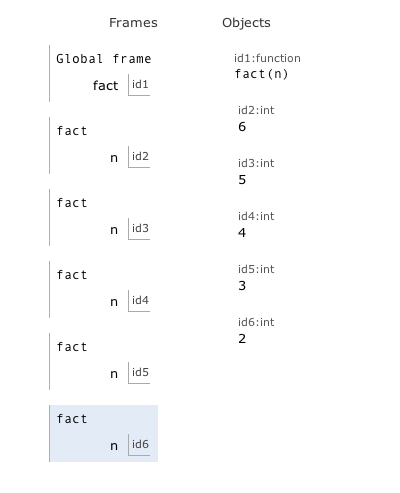 Frames Objects
Global frame
fact id1
fact
n id2
fact
n id3
fact
n id4
fact
n id5
fact
n id6
id1:function
fact(n)
id2:int
6
id3:int
5
id4:int
4
id5:int
3
id6:int
2